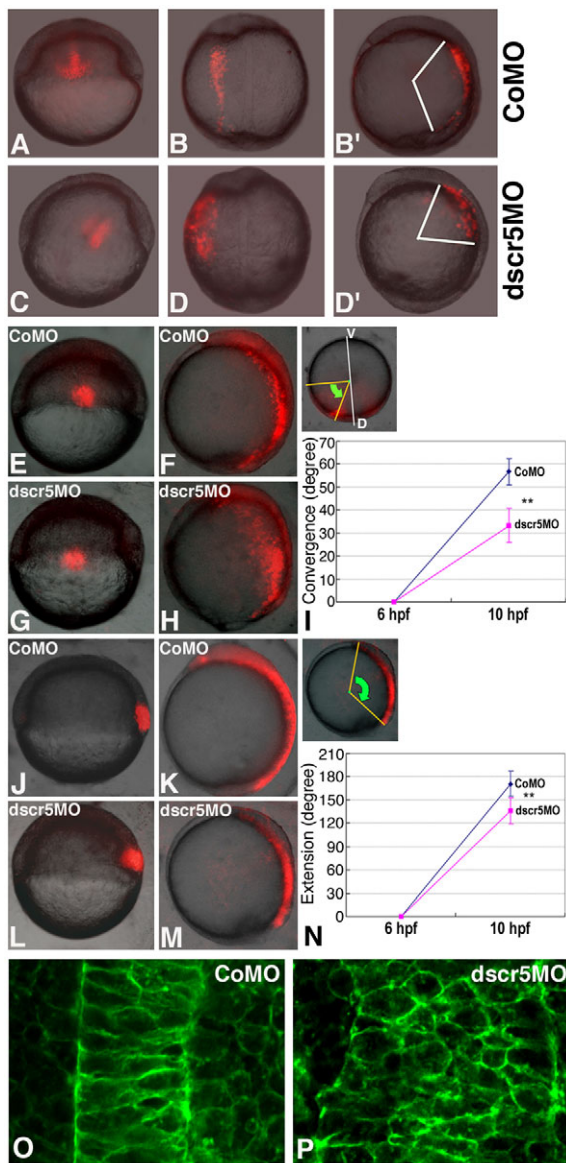 A
B
B'
CoMO
C
D
D'
dscr5MO
CoMO
E
F
dscr5MO
G
H
V
D
Convergence (degree)
70
60
50
40
30
20
10
0
CoMO
**
dscr5MO
6 hpf
10 hpf
I
CoMO
J
CoMO
K
dscr5MO
L
dscr5MO
M
Extension (degree)
210
180
150
120
90
60
30
0
CoMO
**
dscr5MO
6 hpf
10 hpf
N
CoMO
O
dscr5MO
P